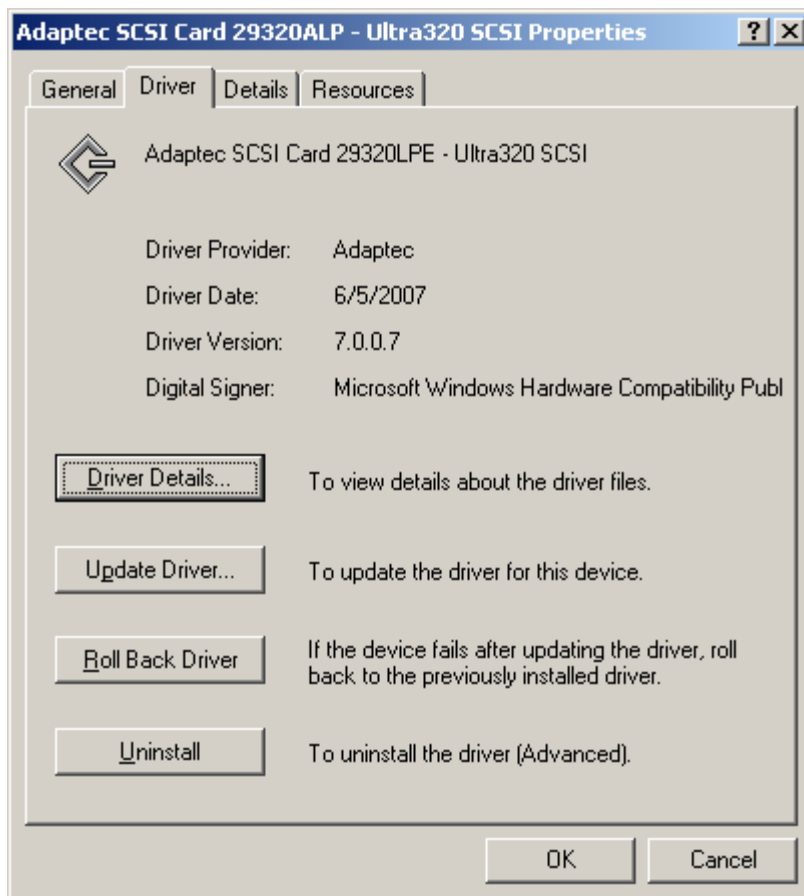 Adaptec SCSI Card 29320ALP - Ultra320 SCSI Properties
General Driver Details Resources
Adaptec SCSI Card 29320LPE - Ultra320 SCSI
Driver Provider: Adaptec
Driver Date: 6/5/2007
Driver Version: 7.0.0.7
Digital Signer: Microsoft Windows Hardware Compatibility Publ
Driver Details... To view details about the driver files.
Update Driver... To update the driver for this device.
Roll Back Driver If the device fails after updating the driver, roll
back to the previously installed driver.
Uninstall To uninstall the driver (Advanced).
OK Cancel